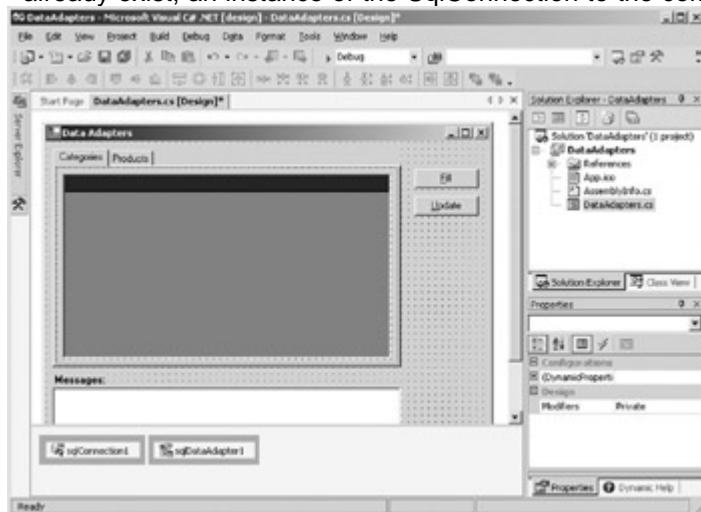 already exist, an instance of the SqlConnection to the
DataAdapters - Microsoft Visual C# .NET [design] - DataAdapters.cs [Design]*
File Edit View Project Build Debug Data Format Tools Window Help
Debug
Start Page DataAdapters.cs [Design]*
Server Explorer
Data Adapters
Categories Products
Fill
Update
Messages:
sqlConnection1 sqlDataAdapter1
Solution Explorer - DataAdapters
Solution 'DataAdapters' (1 project)
DataAdapters
References
App.ico
AssemblyInfo.cs
DataAdapters.cs
Solution Explorer Class View
Properties
Configurations
(DynamicProperti
Design
Modifiers Private
Properties Dynamic Help
Ready